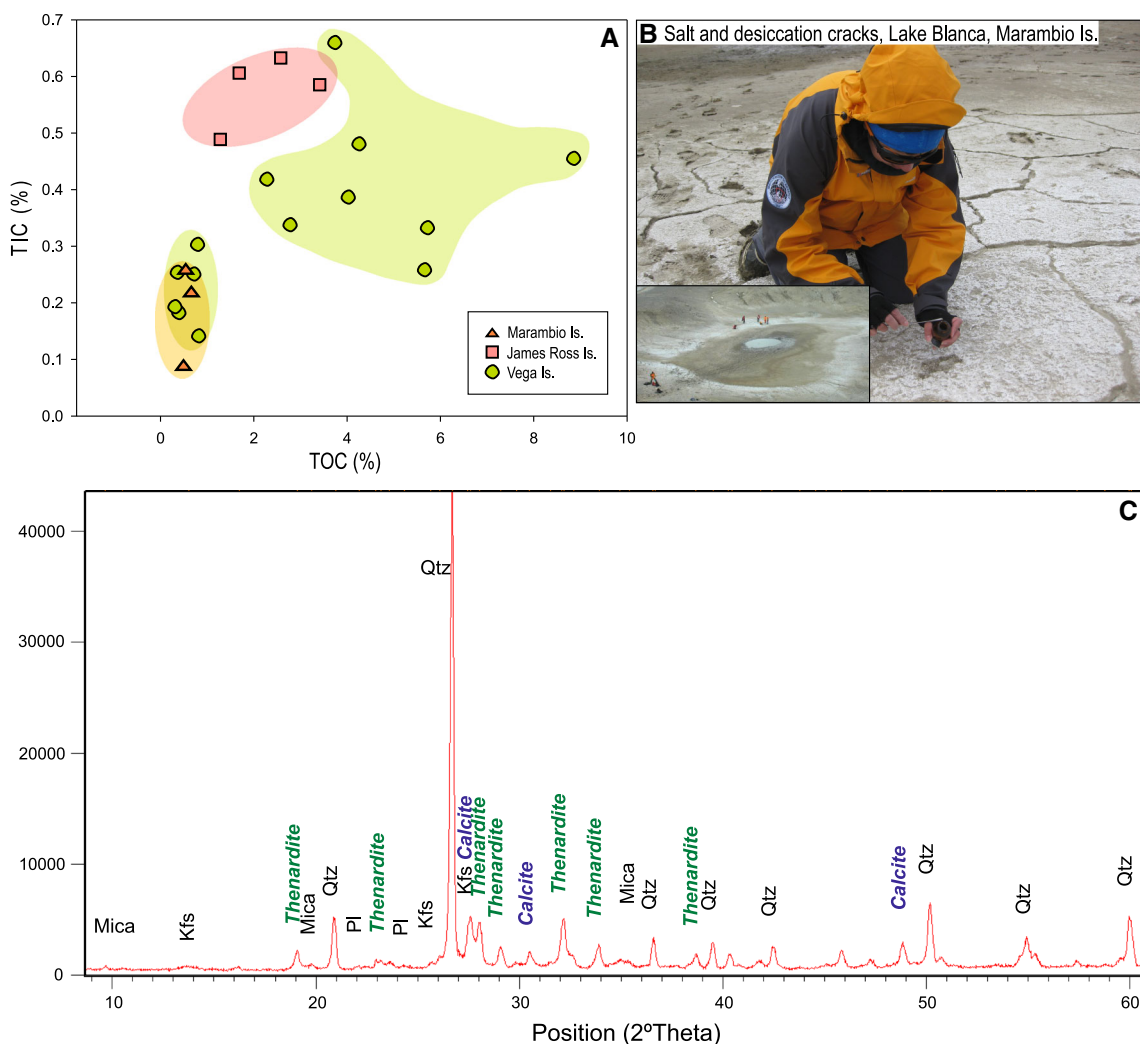 A
TIC (%)
0.7
0.6
0.5
0.4
0.3
0.2
0.1
0.0
0
2
4
6
8
10
TOC (%)
Marambio Is.
James Ross Is.
Vega Is.
B Salt and desiccation cracks, Lake Blanca, Marambio Is.
C
40000
30000
20000
10000
0
Mica
Kfs
Thenardite
Mica
Qtz
Pl
Thenardite
Pl
Kfs
Qtz
Kfs Calcite
Thenardite
Thenardite
Calcite
Thenardite
Thenardite
Mica
Qtz
Thenardite
Qtz
Qtz
Calcite
Qtz
Qtz
Qtz
10
20
30
40
50
60
Position (2ºTheta)